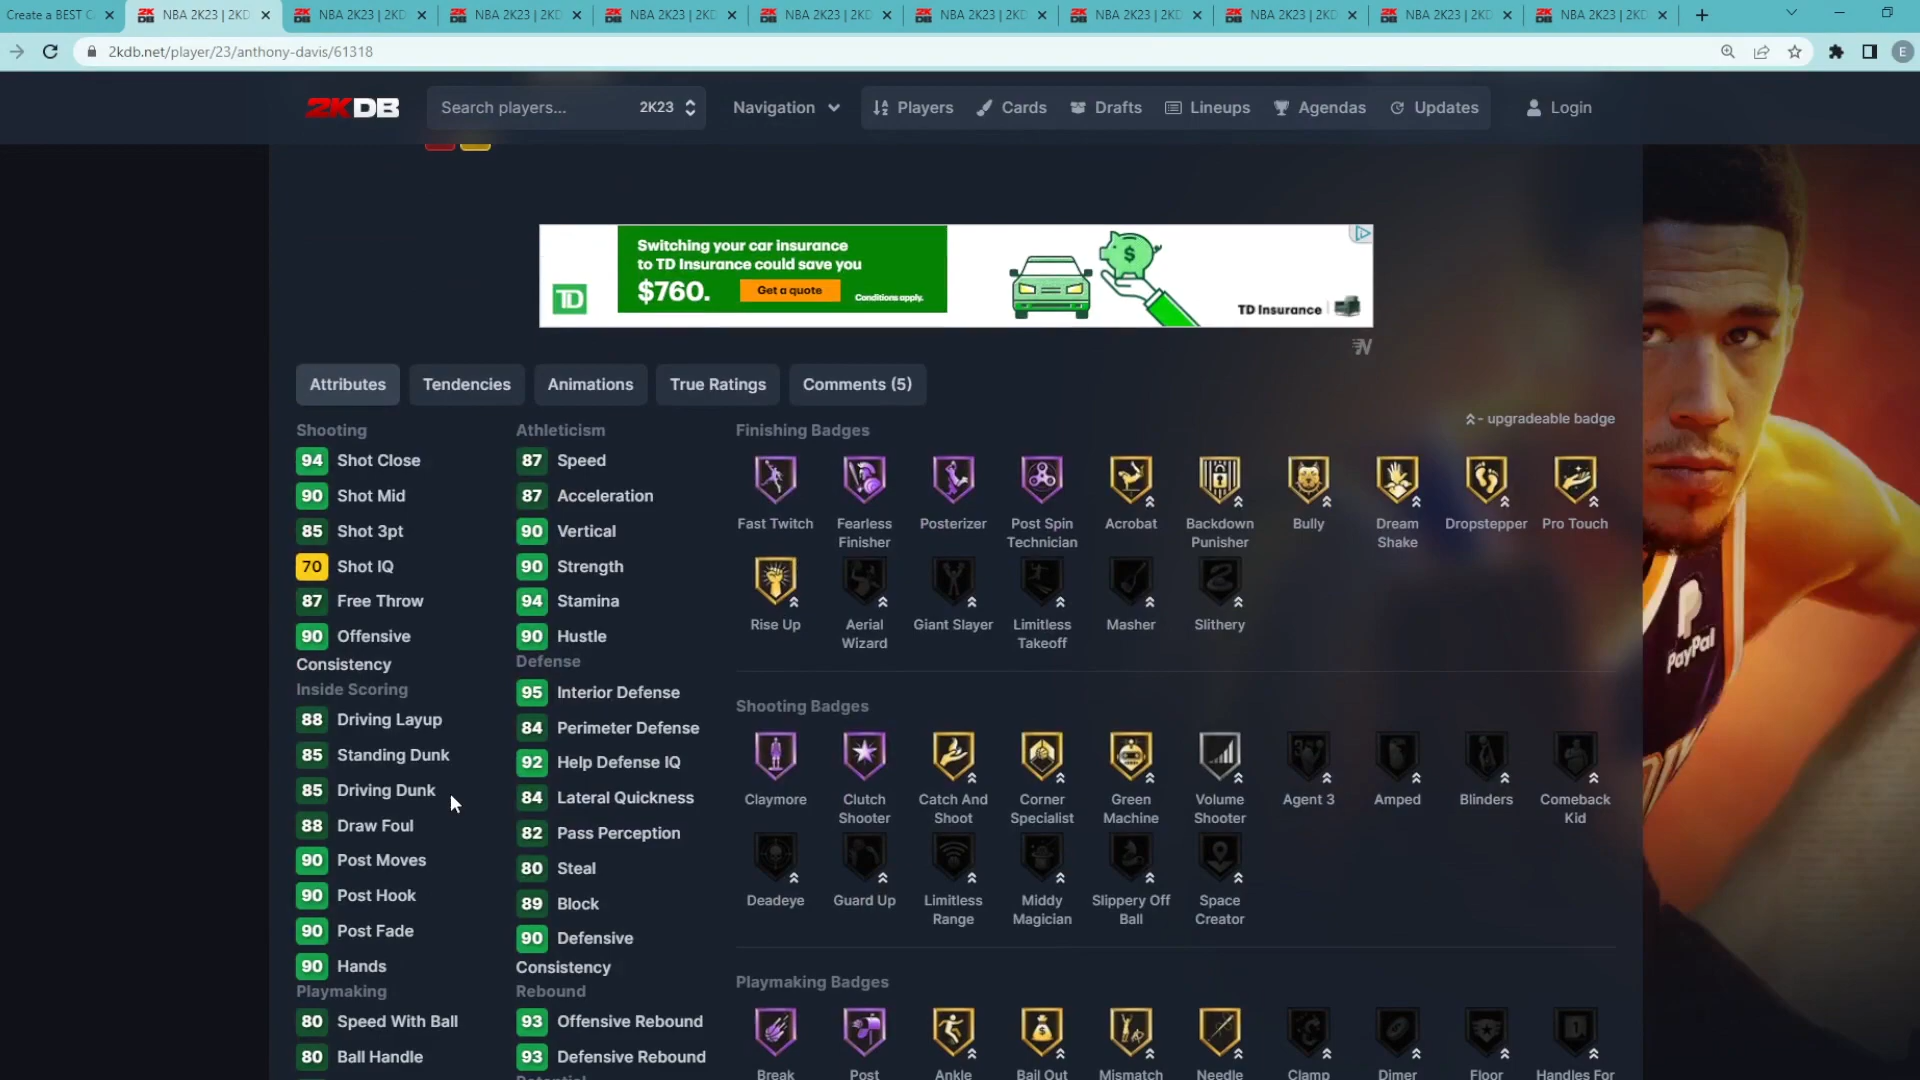 Create a BEST C
NBA 2K23 | 2KD
NBA 2K23 | 2KD
NBA 2K23 | 2KD
NBA 2K23 | 2KD
NBA 2K23 | 2KD
NBA 2K23 | 2KD
NBA 2K23 | 2KD
NBA 2K23 | 2KD
NBA 2K23 | 2KD
NBA 2K23 | 2KD
2kdb.net/player/23/anthony-davis/61318
E
2KDB
Search players...
2K23
Navigation
Players
Cards
Drafts
Lineups
Agendas
Updates
Login
Switching your car insurance
to TD Insurance could save you
$760.
Get a quote
Conditions apply.
TD
TD Insurance
Attributes
Tendencies
Animations
True Ratings
Comments (5)
- upgradeable badge
Shooting
94 Shot Close
90 Shot Mid
85 Shot 3pt
70 Shot IQ
87 Free Throw
90 Offensive
Consistency
Inside Scoring
88 Driving Layup
85 Standing Dunk
85 Driving Dunk
88 Draw Foul
90 Post Moves
90 Post Hook
90 Post Fade
90 Hands
Playmaking
80 Speed With Ball
80 Ball Handle
Athleticism
87 Speed
87 Acceleration
90 Vertical
90 Strength
94 Stamina
90 Hustle
Defense
95 Interior Defense
84 Perimeter Defense
92 Help Defense IQ
84 Lateral Quickness
82 Pass Perception
80 Steal
89 Block
90 Defensive
Consistency
Rebound
93 Offensive Rebound
93 Defensive Rebound
Potential
Finishing Badges
Fast Twitch
Fearless
Finisher
Posterizer
Post Spin
Technician
Acrobat
Backdown
Punisher
Bully
Dream
Shake
Dropstepper
Pro Touch
Rise Up
Aerial
Wizard
Giant Slayer
Limitless
Takeoff
Masher
Slithery
Shooting Badges
Claymore
Clutch
Shooter
Catch And
Shoot
Corner
Specialist
Green
Machine
Volume
Shooter
Agent 3
Amped
Blinders
Comeback
Kid
Deadeye
Guard Up
Limitless
Range
Middy
Magician
Slippery Off
Ball
Space
Creator
Playmaking Badges
Break
Post
Ankle
Bail Out
Mismatch
Needle
Clamp
Dimer
Floor
Handles For
PayPal